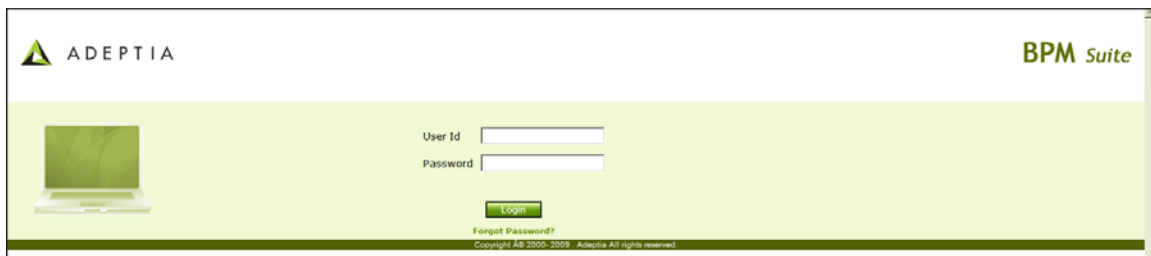 ADEPTIA
BPM Suite
User Id
Password
Login
Forgot Password?
Copyright Â® 2000- 2009 . Adeptia All rights reserved.